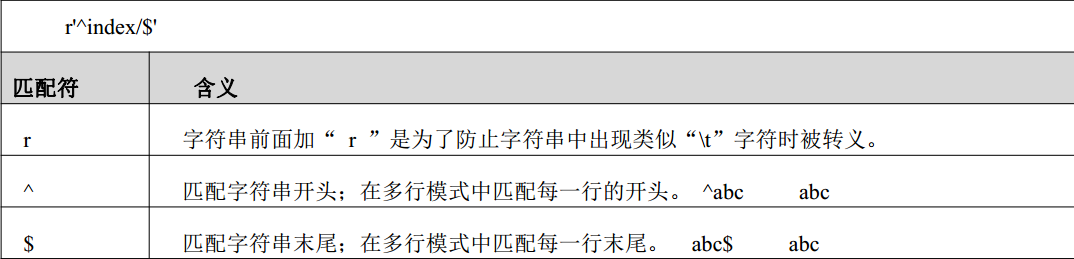 r'^index/$'
匹配符 含义
r 字符串前面加“ r ”是为了防止字符串中出现类似“\t”字符时被转义。
^ 匹配字符串开头；在多行模式中匹配每一行的开头。 ^abc abc
$ 匹配字符串末尾；在多行模式中匹配每一行末尾。 abc$ abc